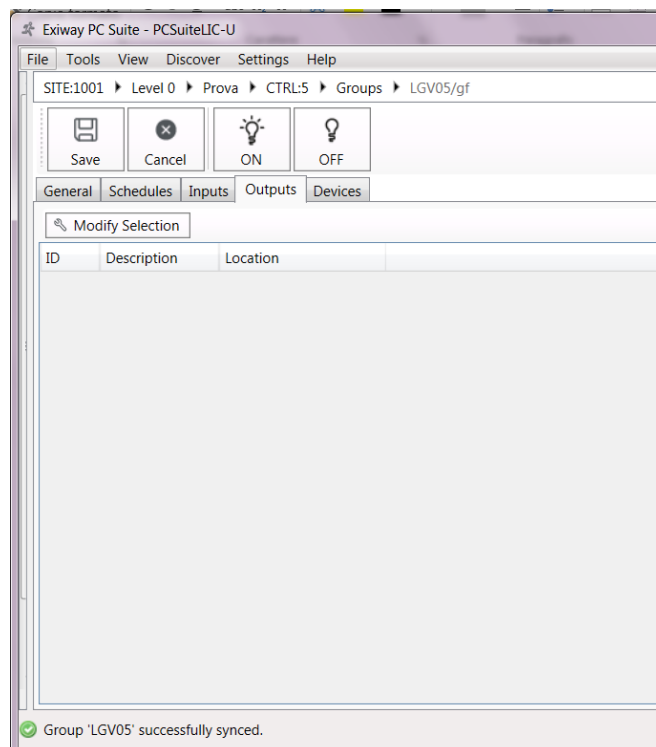 Exiway PC Suite - PCSuiteLIC-U
File Tools View Discover Settings Help
SITE:1001 Level 0 Prova CTRL:5 Groups LGV05/gf
Save Cancel ON OFF
General Schedules Inputs Outputs Devices
Modify Selection
ID Description Location
Group 'LGV05' successfully synced.